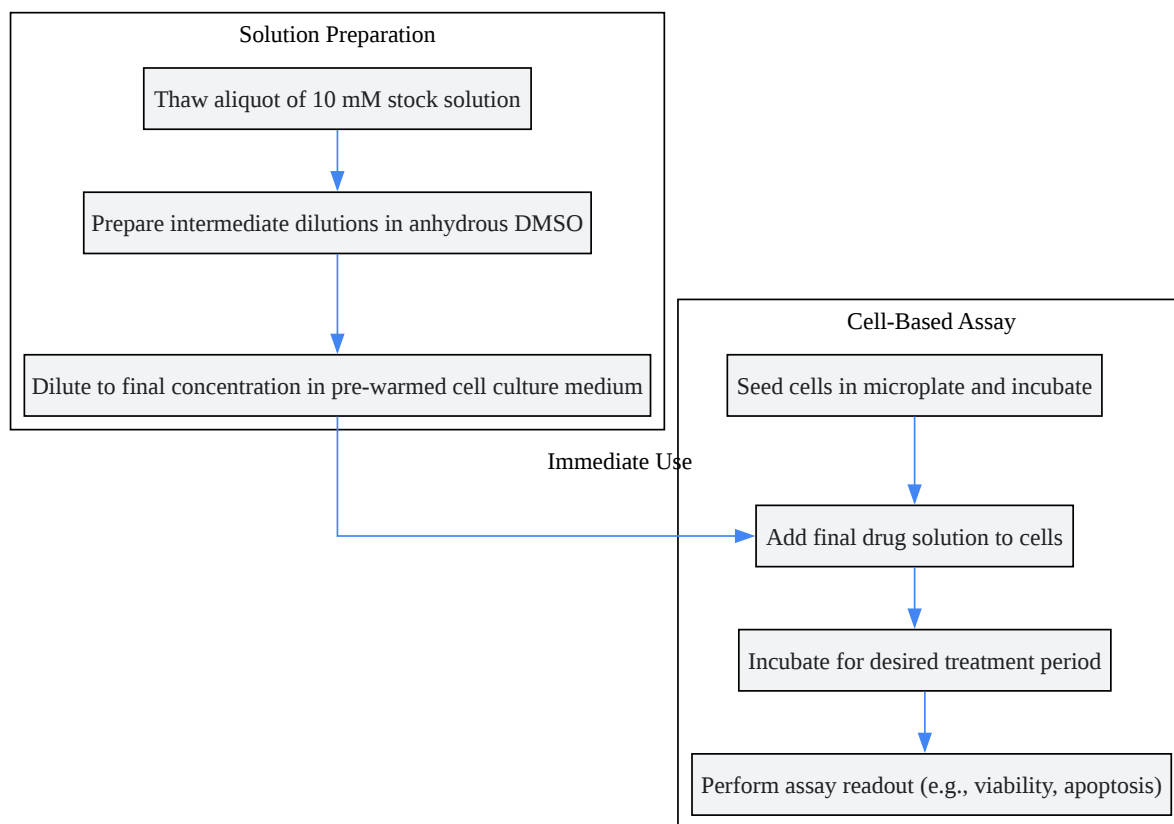 Solution Preparation
Thaw aliquot of 10 mM stock solution
Prepare intermediate dilutions in anhydrous DMSO
Dilute to final concentration in pre-warmed cell culture medium
Immediate Use
Cell-Based Assay
Seed cells in microplate and incubate
Add final drug solution to cells
Incubate for desired treatment period
Perform assay readout (e.g., viability, apoptosis)